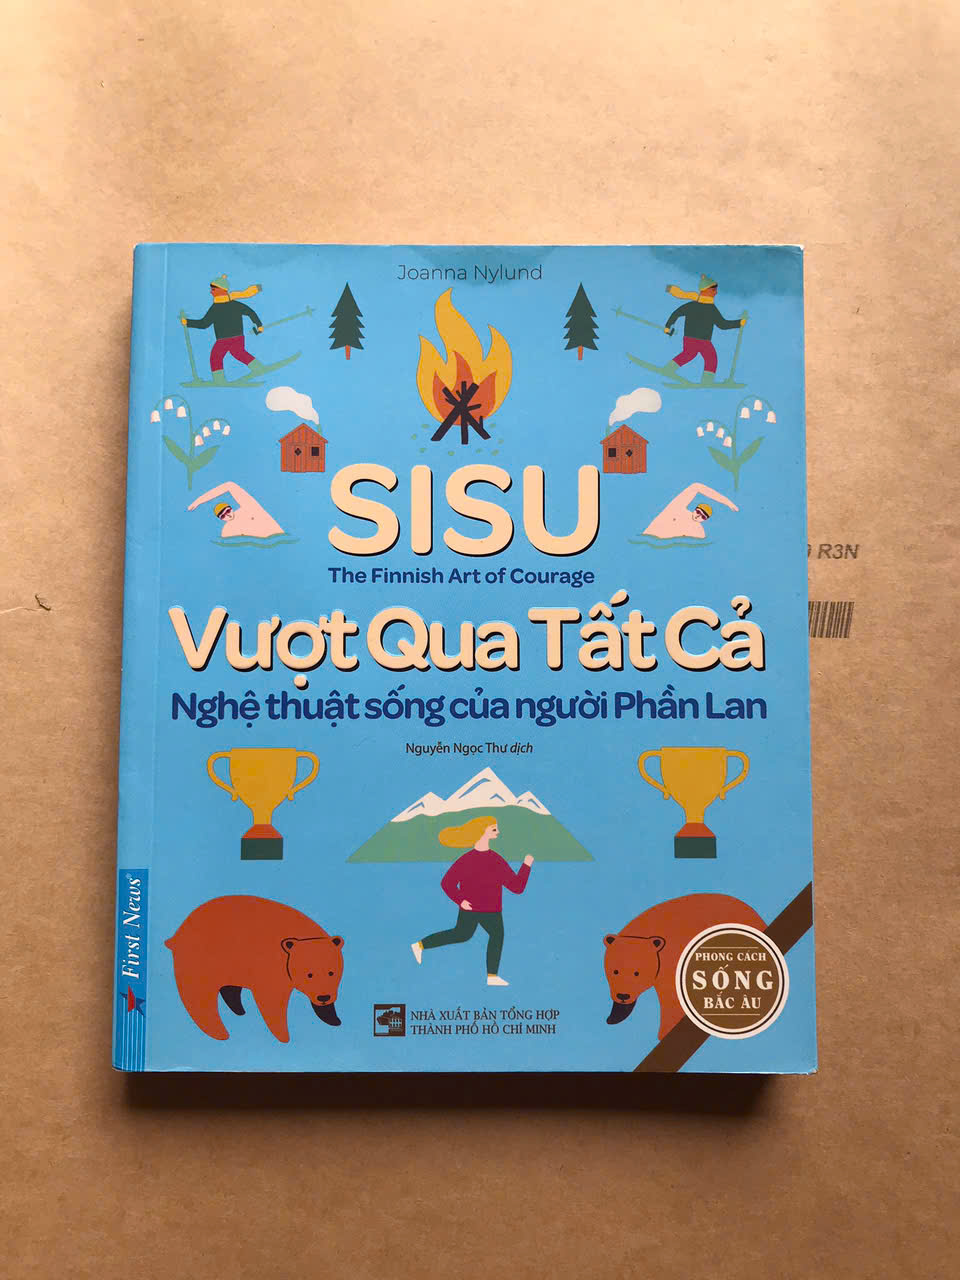 Joanna Nylund
SISU
The Finnish Art of Courage
Vượt Qua Tất Cả
Nghệ thuật sống của người Phần Lan
Nguyễn Ngọc Thư dịch
First News®
PHONG CÁCH
SỐNG
BẮC ÂU
NHÀ XUẤT BẢN TỔNG HỢP
THÀNH PHỐ HỒ CHÍ MINH
R3N